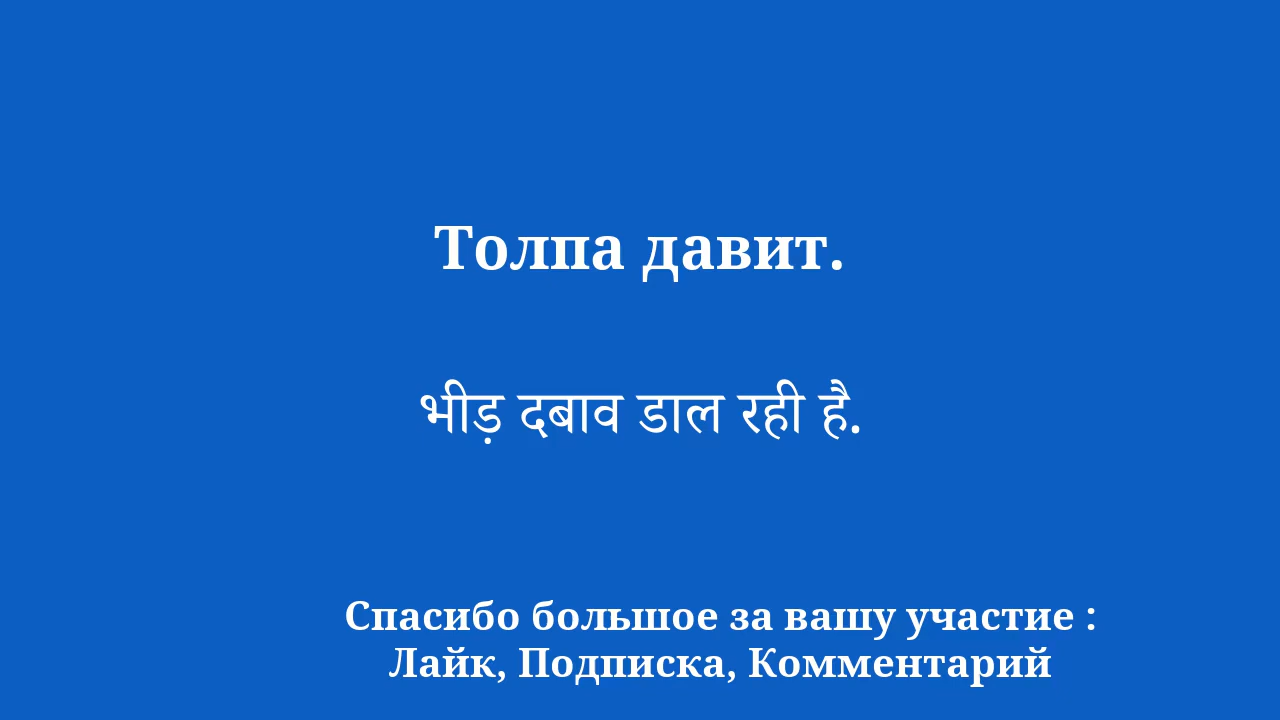 Толпа давит.
भीड़ दबाव डाल रही है.
Спасибо большое за вашу участие :
Лайк, Подписка, Комментарий